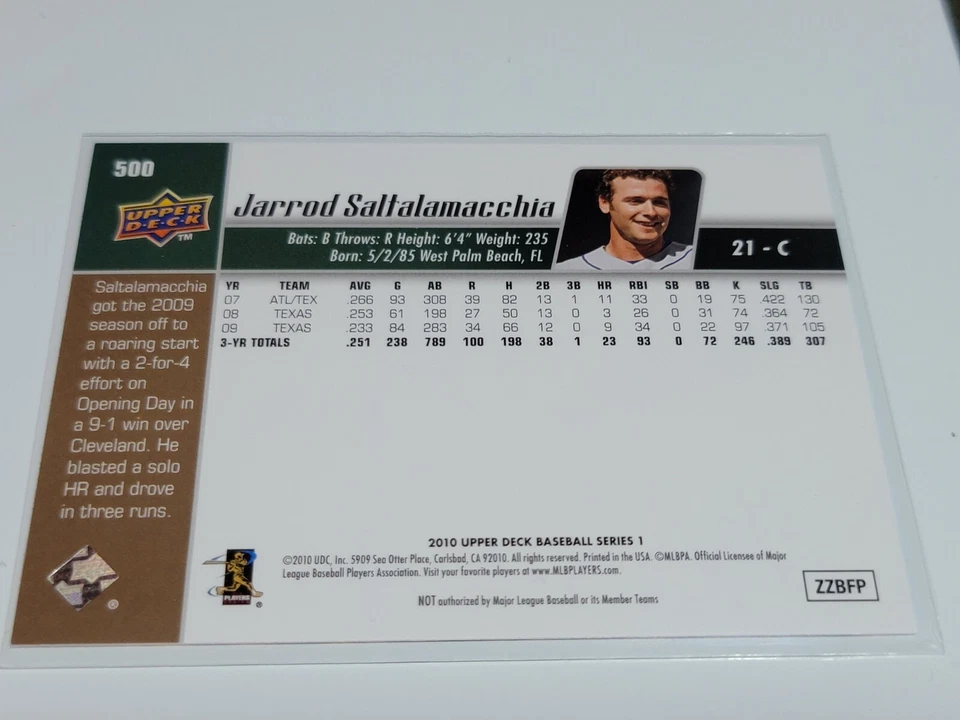 500
UPPER
D·E·C·K
TM
Jarrod Saltalamacchia
Bats: B Throws: R Height: 6'4" Weight: 235
Born: 5/2/85 West Palm Beach, FL
21 - C
Saltalamacchia
got the 2009
season off to
a roaring start
with a 2-for-4
effort on
Opening Day in
a 9-1 win over
Cleveland. He
blasted a solo
HR and drove
in three runs.
YR TEAM AVG G AB R H 2B 3B HR RBI SB BB K SLG TB
07 ATL/TEX .266 93 308 39 82 13 1 11 33 0 19 75 .422 130
08 TEXAS .253 61 198 27 50 13 0 3 26 0 31 74 .364 72
09 TEXAS .233 84 283 34 66 12 0 9 34 0 22 97 .371 105
3-YR TOTALS .251 238 789 100 198 38 1 23 93 0 72 246 .389 307
2010 UPPER DECK BASEBALL SERIES 1
©2010 UDC, Inc. 5909 Sea Otter Place, Carlsbad, CA 92010. All rights reserved. Printed in the USA. ©MLBPA. Official Licensee of Major
League Baseball Players Association. Visit your favorite players at www.MLBPLAYERS.com.
NOT authorized by Major League Baseball or its Member Teams
PLAYERS
®
®
ZZBFP